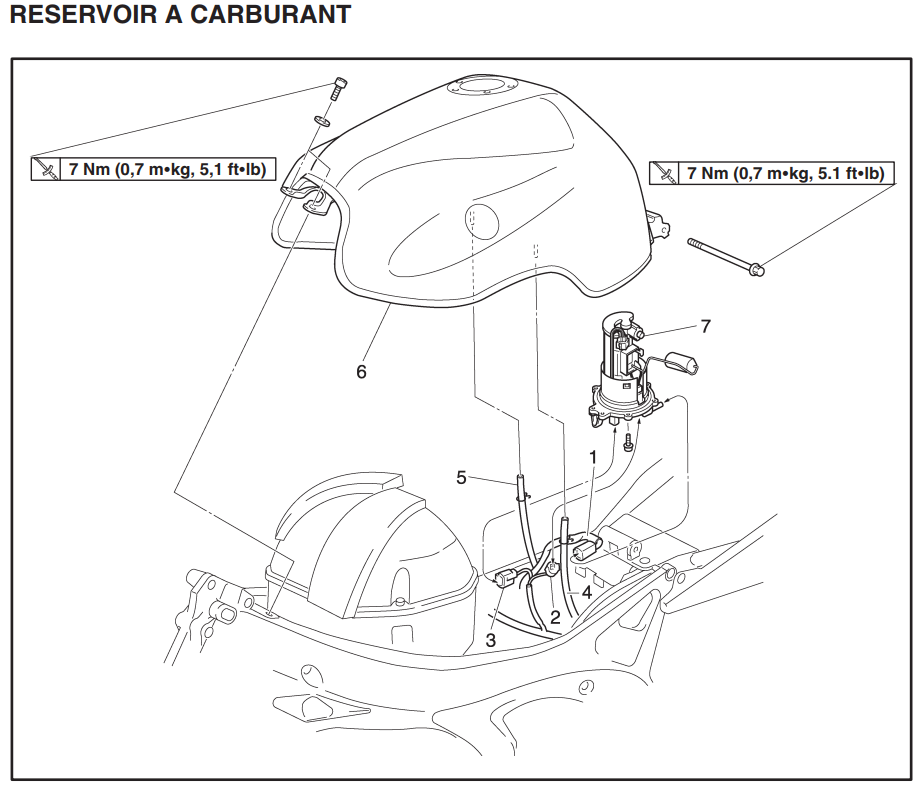 RESERVOIR A CARBURANT
7 Nm (0,7 m•kg, 5,1 ft•lb)
7 Nm (0,7 m•kg, 5.1 ft•lb)
7
6
1
5
4
2
3